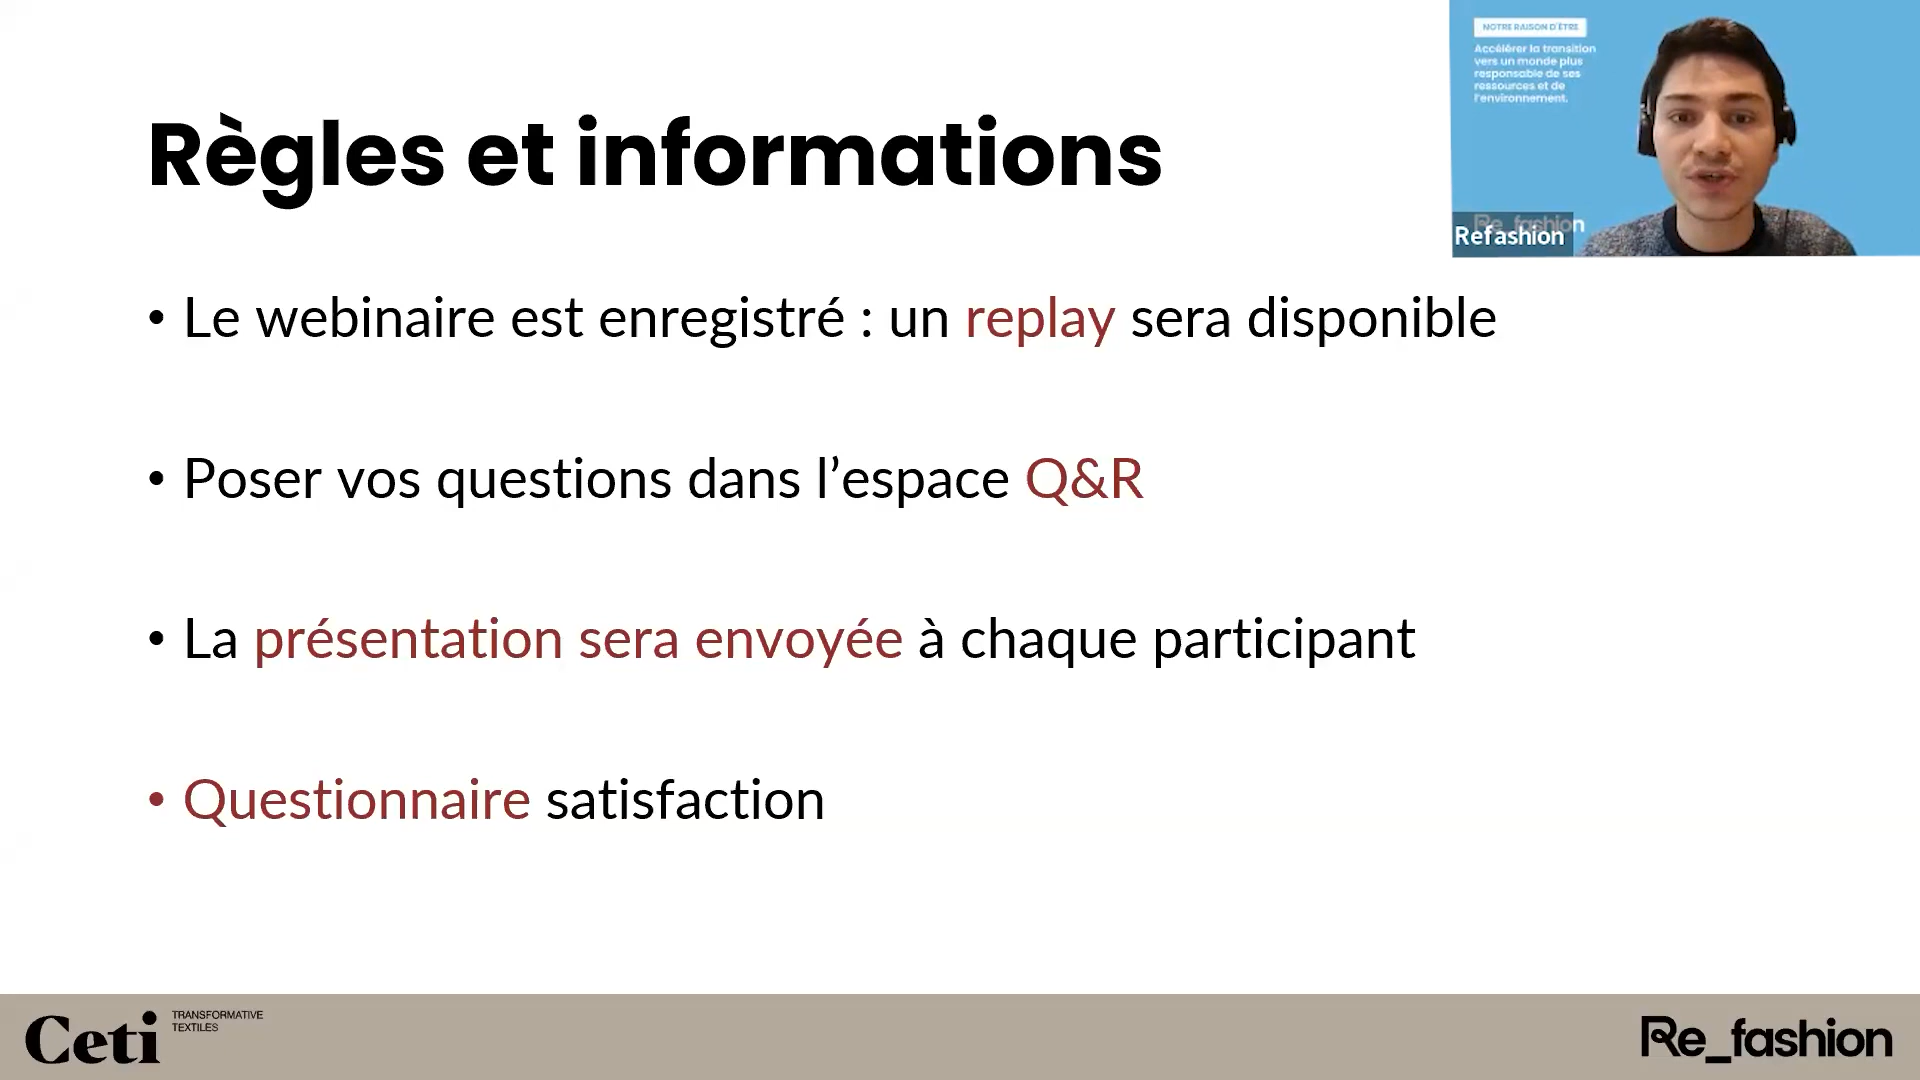 Règles et informations
NOTRE RAISON D'ÊTRE
Accélérer la transition
vers un monde plus
responsable de ses
ressources et de
l'environnement.
Re_fashion
Refashion
• Le webinaire est enregistré : un replay sera disponible
• Poser vos questions dans l’espace Q&R
• La présentation sera envoyée à chaque participant
• Questionnaire satisfaction
Ceti
TRANSFORMATIVE
TEXTILES
Re_fashion